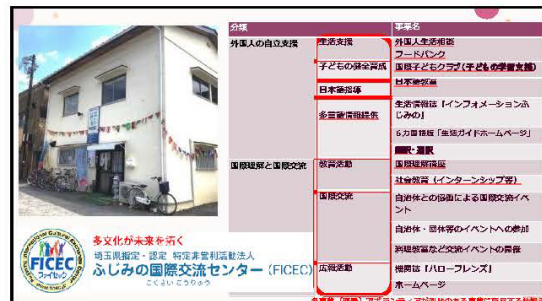 分類
事業名
外国人の自立支援
生活支援
外国人生活相談
フードバンク
子どもの健全育成
国際子どもクラブ(子どもの学習支援)
日本語指導
日本語教室
多言語情報提供
生活情報誌「インフォメーションふじみの」
6カ国語版「生活ガイドホームページ」
翻訳・通訳
国際理解と国際交流
教育活動
国際理解講座
社会教育(インターンシップ等)
国際交流
自治体との協働による国際交流イベント
自治体・団体等のイベントへの参加
料理教室など交流イベントの開催
広報活動
機関誌「ハローフレンズ」
ホームページ
International Cultural Exchange Center
FICEC
ファイセック
多文化が未来を拓く
埼玉県指定・認定 特定非営利活動法人
ふじみの国際交流センター (FICEC)
こくさいこうりゅう